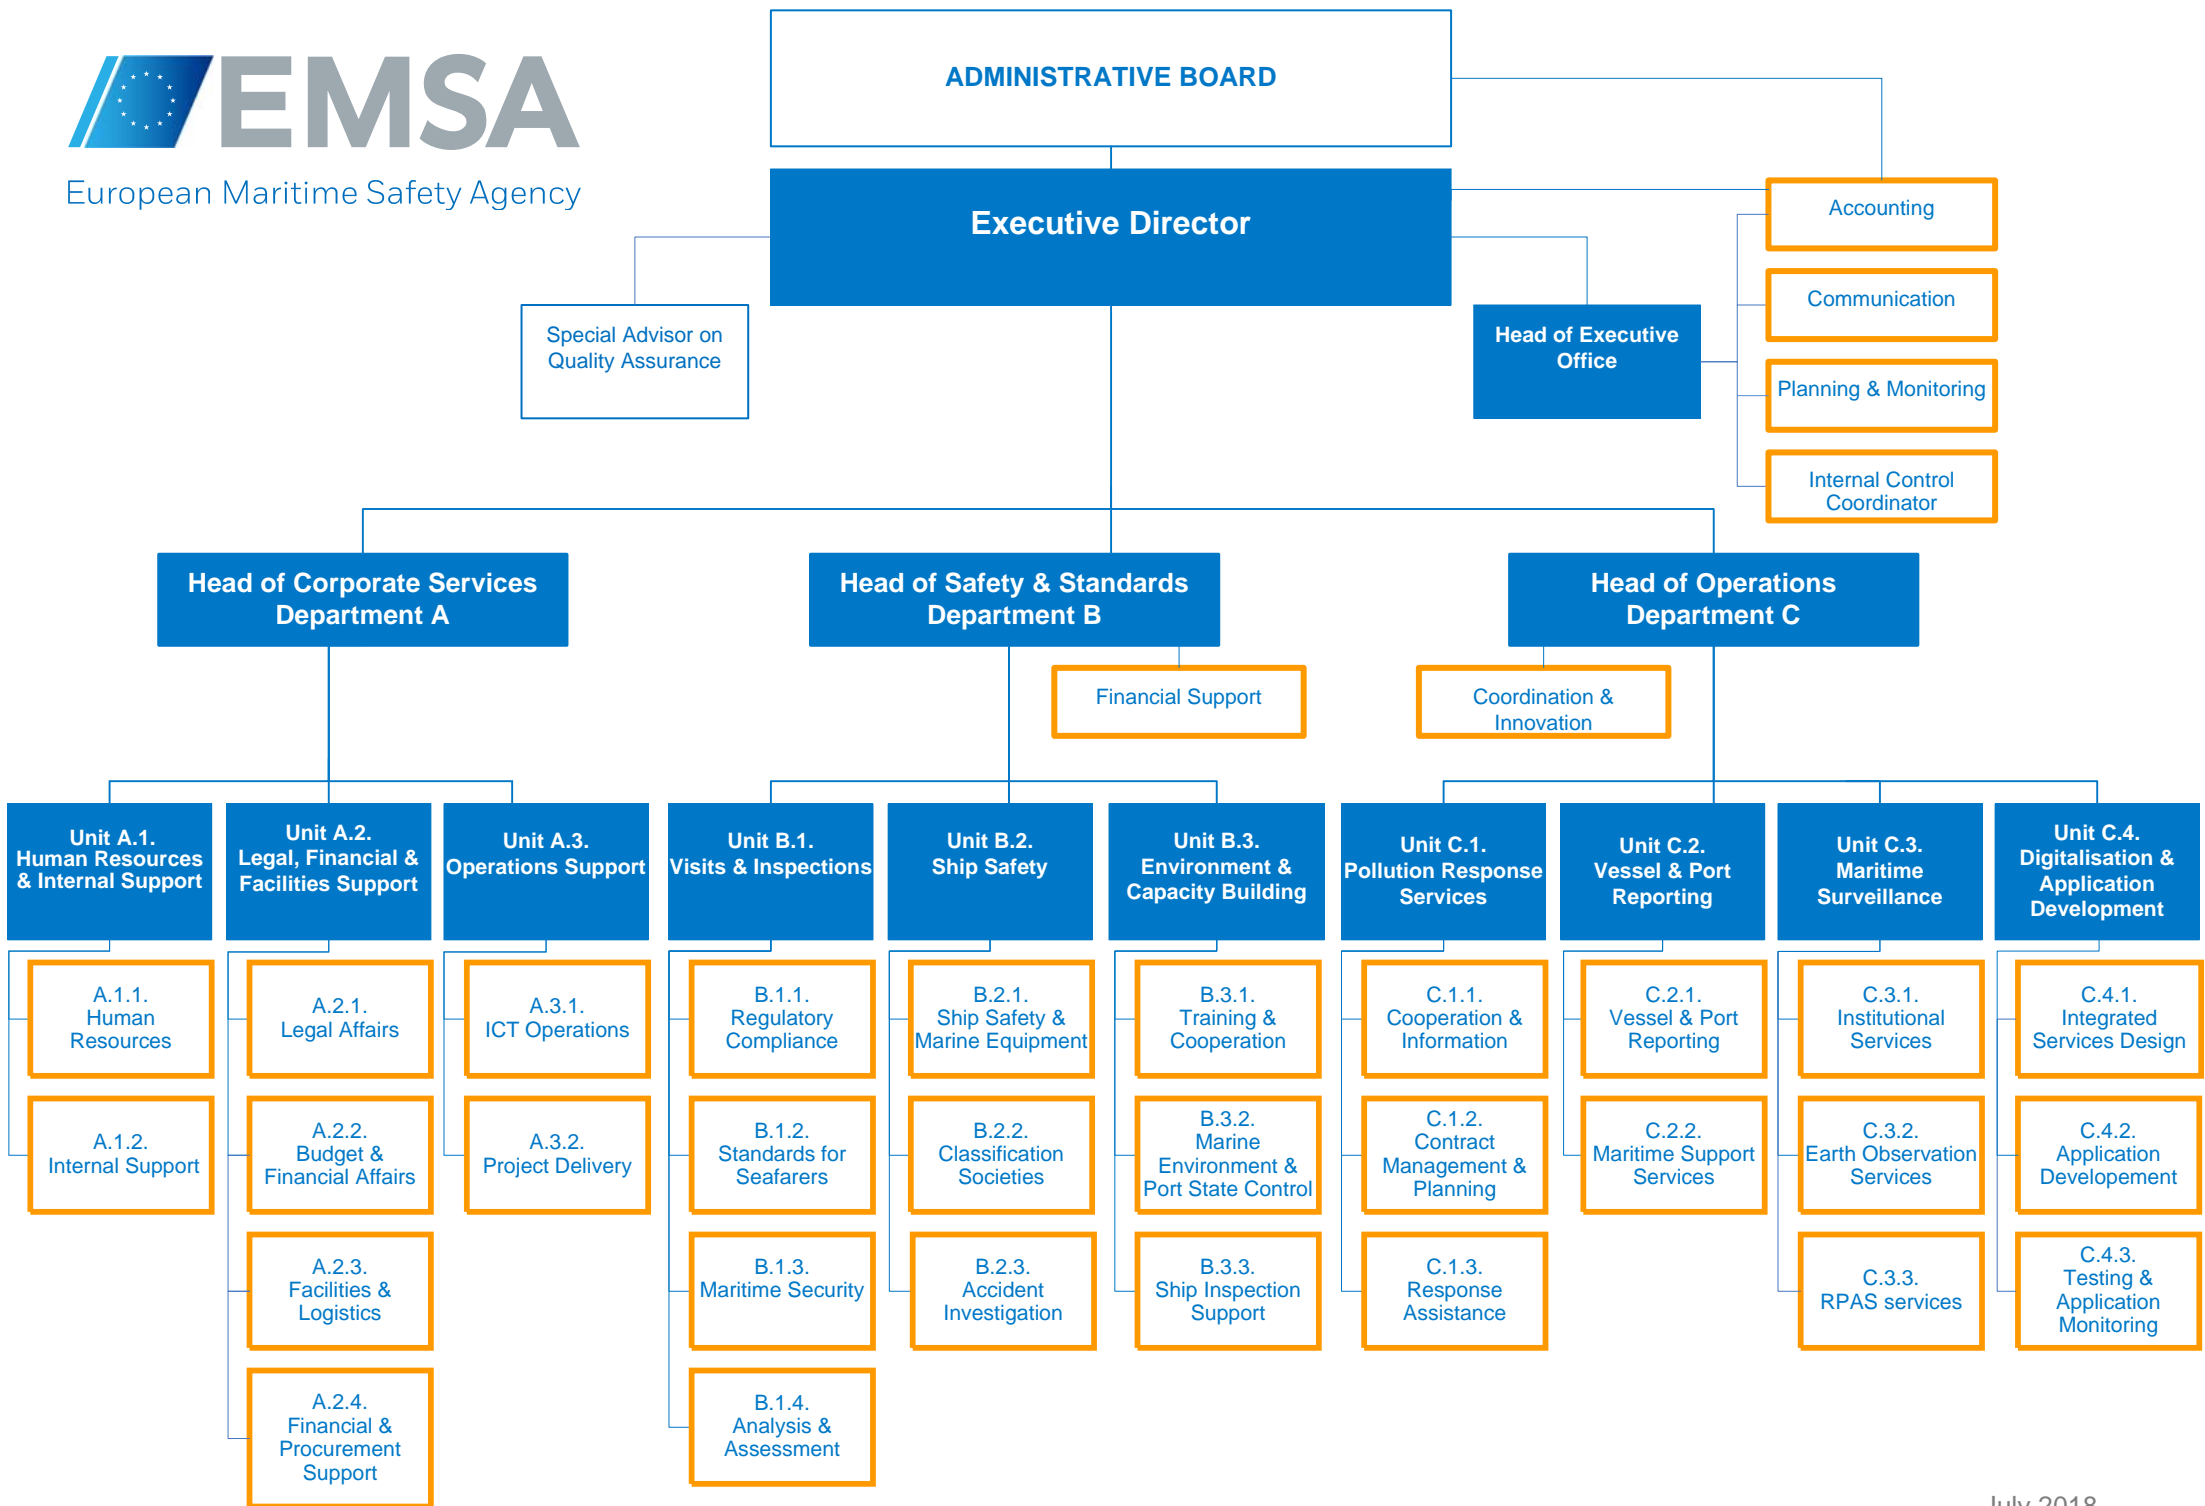 EMSA
European Maritime Safety Agency
ADMINISTRATIVE BOARD
Executive Director
Special Advisor on
Quality Assurance
Head of Executive
Office
Accounting
Communication
Planning & Monitoring
Internal Control
Coordinator
Head of Corporate Services
Department A
Head of Safety & Standards
Department B
Head of Operations
Department C
Financial Support
Coordination &
Innovation
Unit A.1.
Human Resources
& Internal Support
Unit A.2.
Legal, Financial &
Facilities Support
Unit A.3.
Operations Support
Unit B.1.
Visits & Inspections
Unit B.2.
Ship Safety
Unit B.3.
Environment &
Capacity Building
Unit C.1.
Pollution Response
Services
Unit C.2.
Vessel & Port
Reporting
Unit C.3.
Maritime
Surveillance
Unit C.4.
Digitalisation &
Application
Development
A.1.1.
Human
Resources
A.2.1.
Legal Affairs
A.3.1.
ICT Operations
B.1.1.
Regulatory
Compliance
B.2.1.
Ship Safety &
Marine Equipment
B.3.1.
Training &
Cooperation
C.1.1.
Cooperation &
Information
C.2.1.
Vessel & Port
Reporting
C.3.1.
Institutional
Services
C.4.1.
Integrated
Services Design
A.1.2.
Internal Support
A.2.2.
Budget &
Financial Affairs
A.3.2.
Project Delivery
B.1.2.
Standards for
Seafarers
B.2.2.
Classification
Societies
B.3.2.
Marine
Environment &
Port State Control
C.1.2.
Contract
Management &
Planning
C.2.2.
Maritime Support
Services
C.3.2.
Earth Observation
Services
C.4.2.
Application
Developement
A.2.3.
Facilities &
Logistics
B.1.3.
Maritime Security
B.2.3.
Accident
Investigation
B.3.3.
Ship Inspection
Support
C.1.3.
Response
Assistance
C.3.3.
RPAS services
C.4.3.
Testing &
Application
Monitoring
A.2.4.
Financial &
Procurement
Support
B.1.4.
Analysis &
Assessment
July 2018